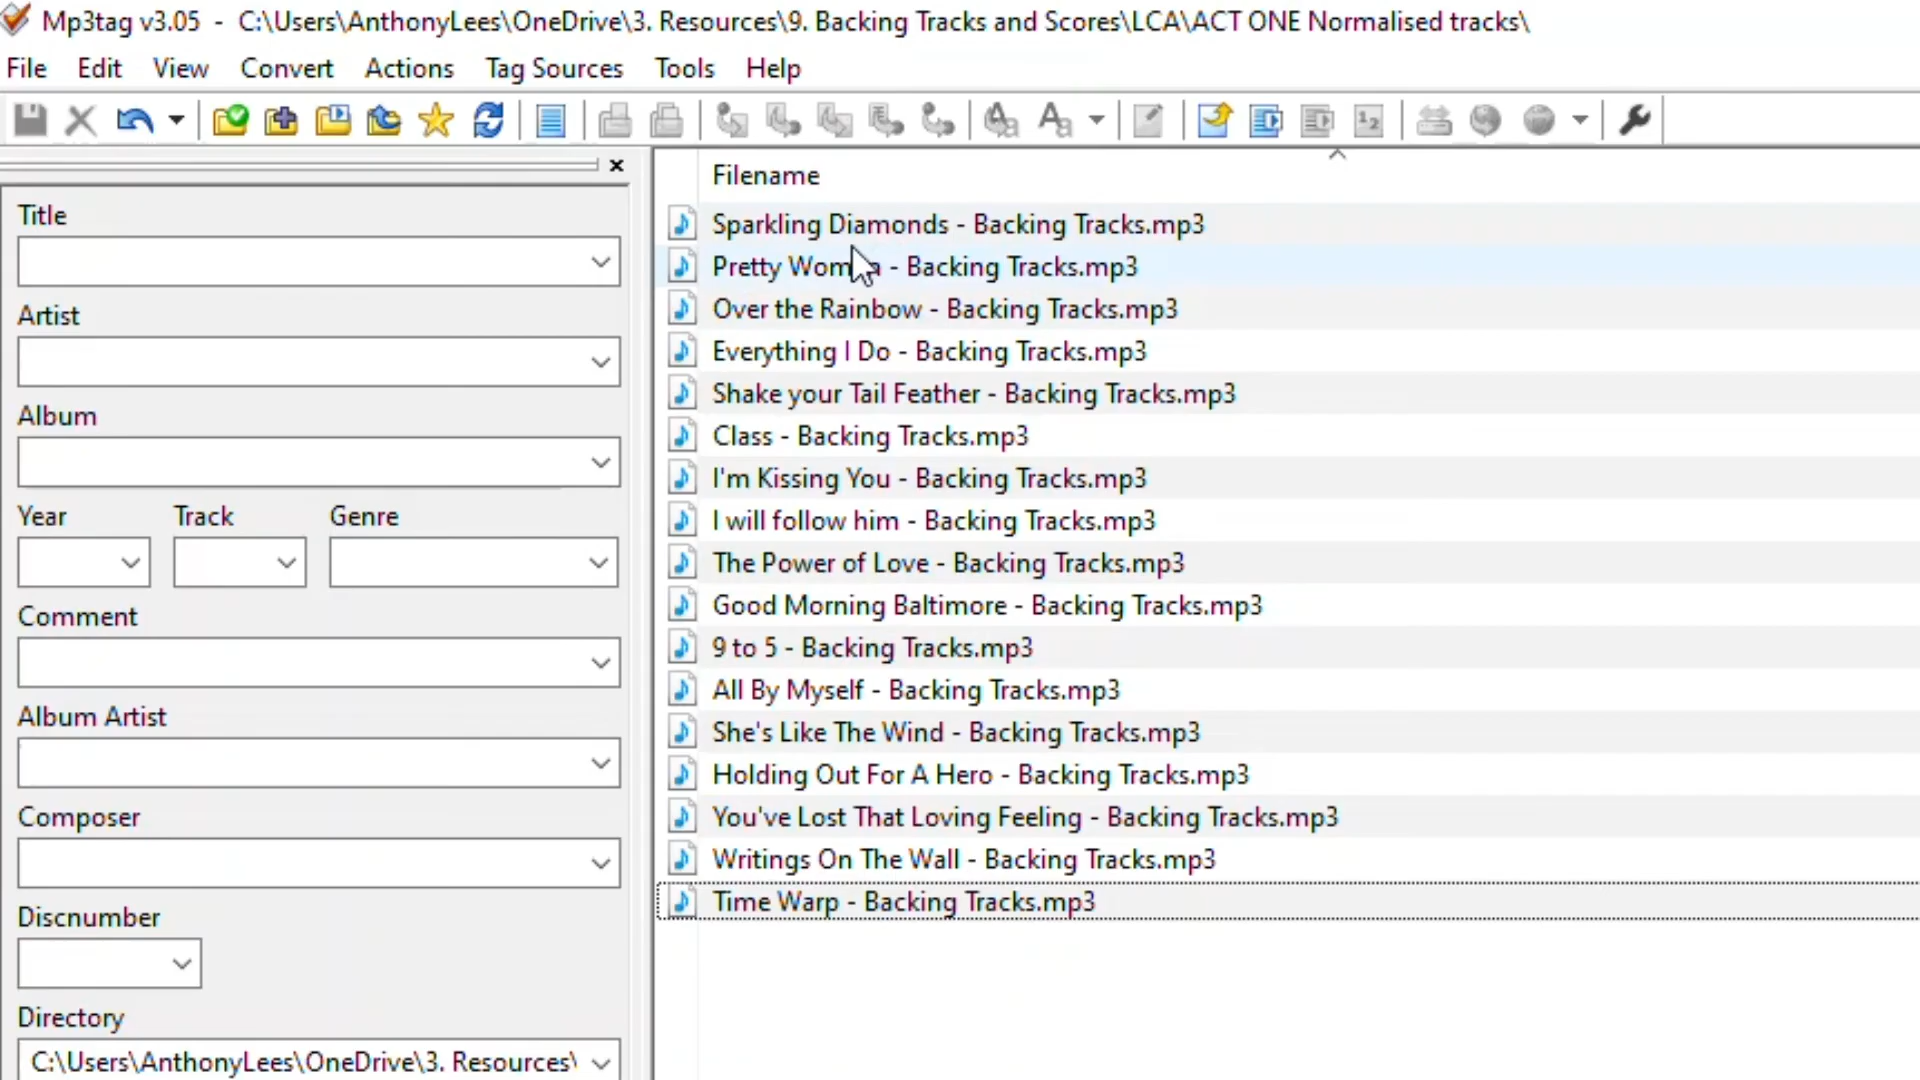 Mp3tag v3.05 - C:\Users\AnthonyLees\OneDrive\3. Resources\9. Backing Tracks and Scores\LCA\ACT ONE Normalised tracks\
File Edit View Convert Actions Tag Sources Tools Help
Title
Artist
Album
Year Track Genre
Comment
Album Artist
Composer
Discnumber
Directory
C:\Users\AnthonyLees\OneDrive\3. Resources\
Filename
Sparkling Diamonds - Backing Tracks.mp3
Pretty Woman - Backing Tracks.mp3
Over the Rainbow - Backing Tracks.mp3
Everything I Do - Backing Tracks.mp3
Shake your Tail Feather - Backing Tracks.mp3
Class - Backing Tracks.mp3
I'm Kissing You - Backing Tracks.mp3
I will follow him - Backing Tracks.mp3
The Power of Love - Backing Tracks.mp3
Good Morning Baltimore - Backing Tracks.mp3
9 to 5 - Backing Tracks.mp3
All By Myself - Backing Tracks.mp3
She's Like The Wind - Backing Tracks.mp3
Holding Out For A Hero - Backing Tracks.mp3
You've Lost That Loving Feeling - Backing Tracks.mp3
Writings On The Wall - Backing Tracks.mp3
Time Warp - Backing Tracks.mp3